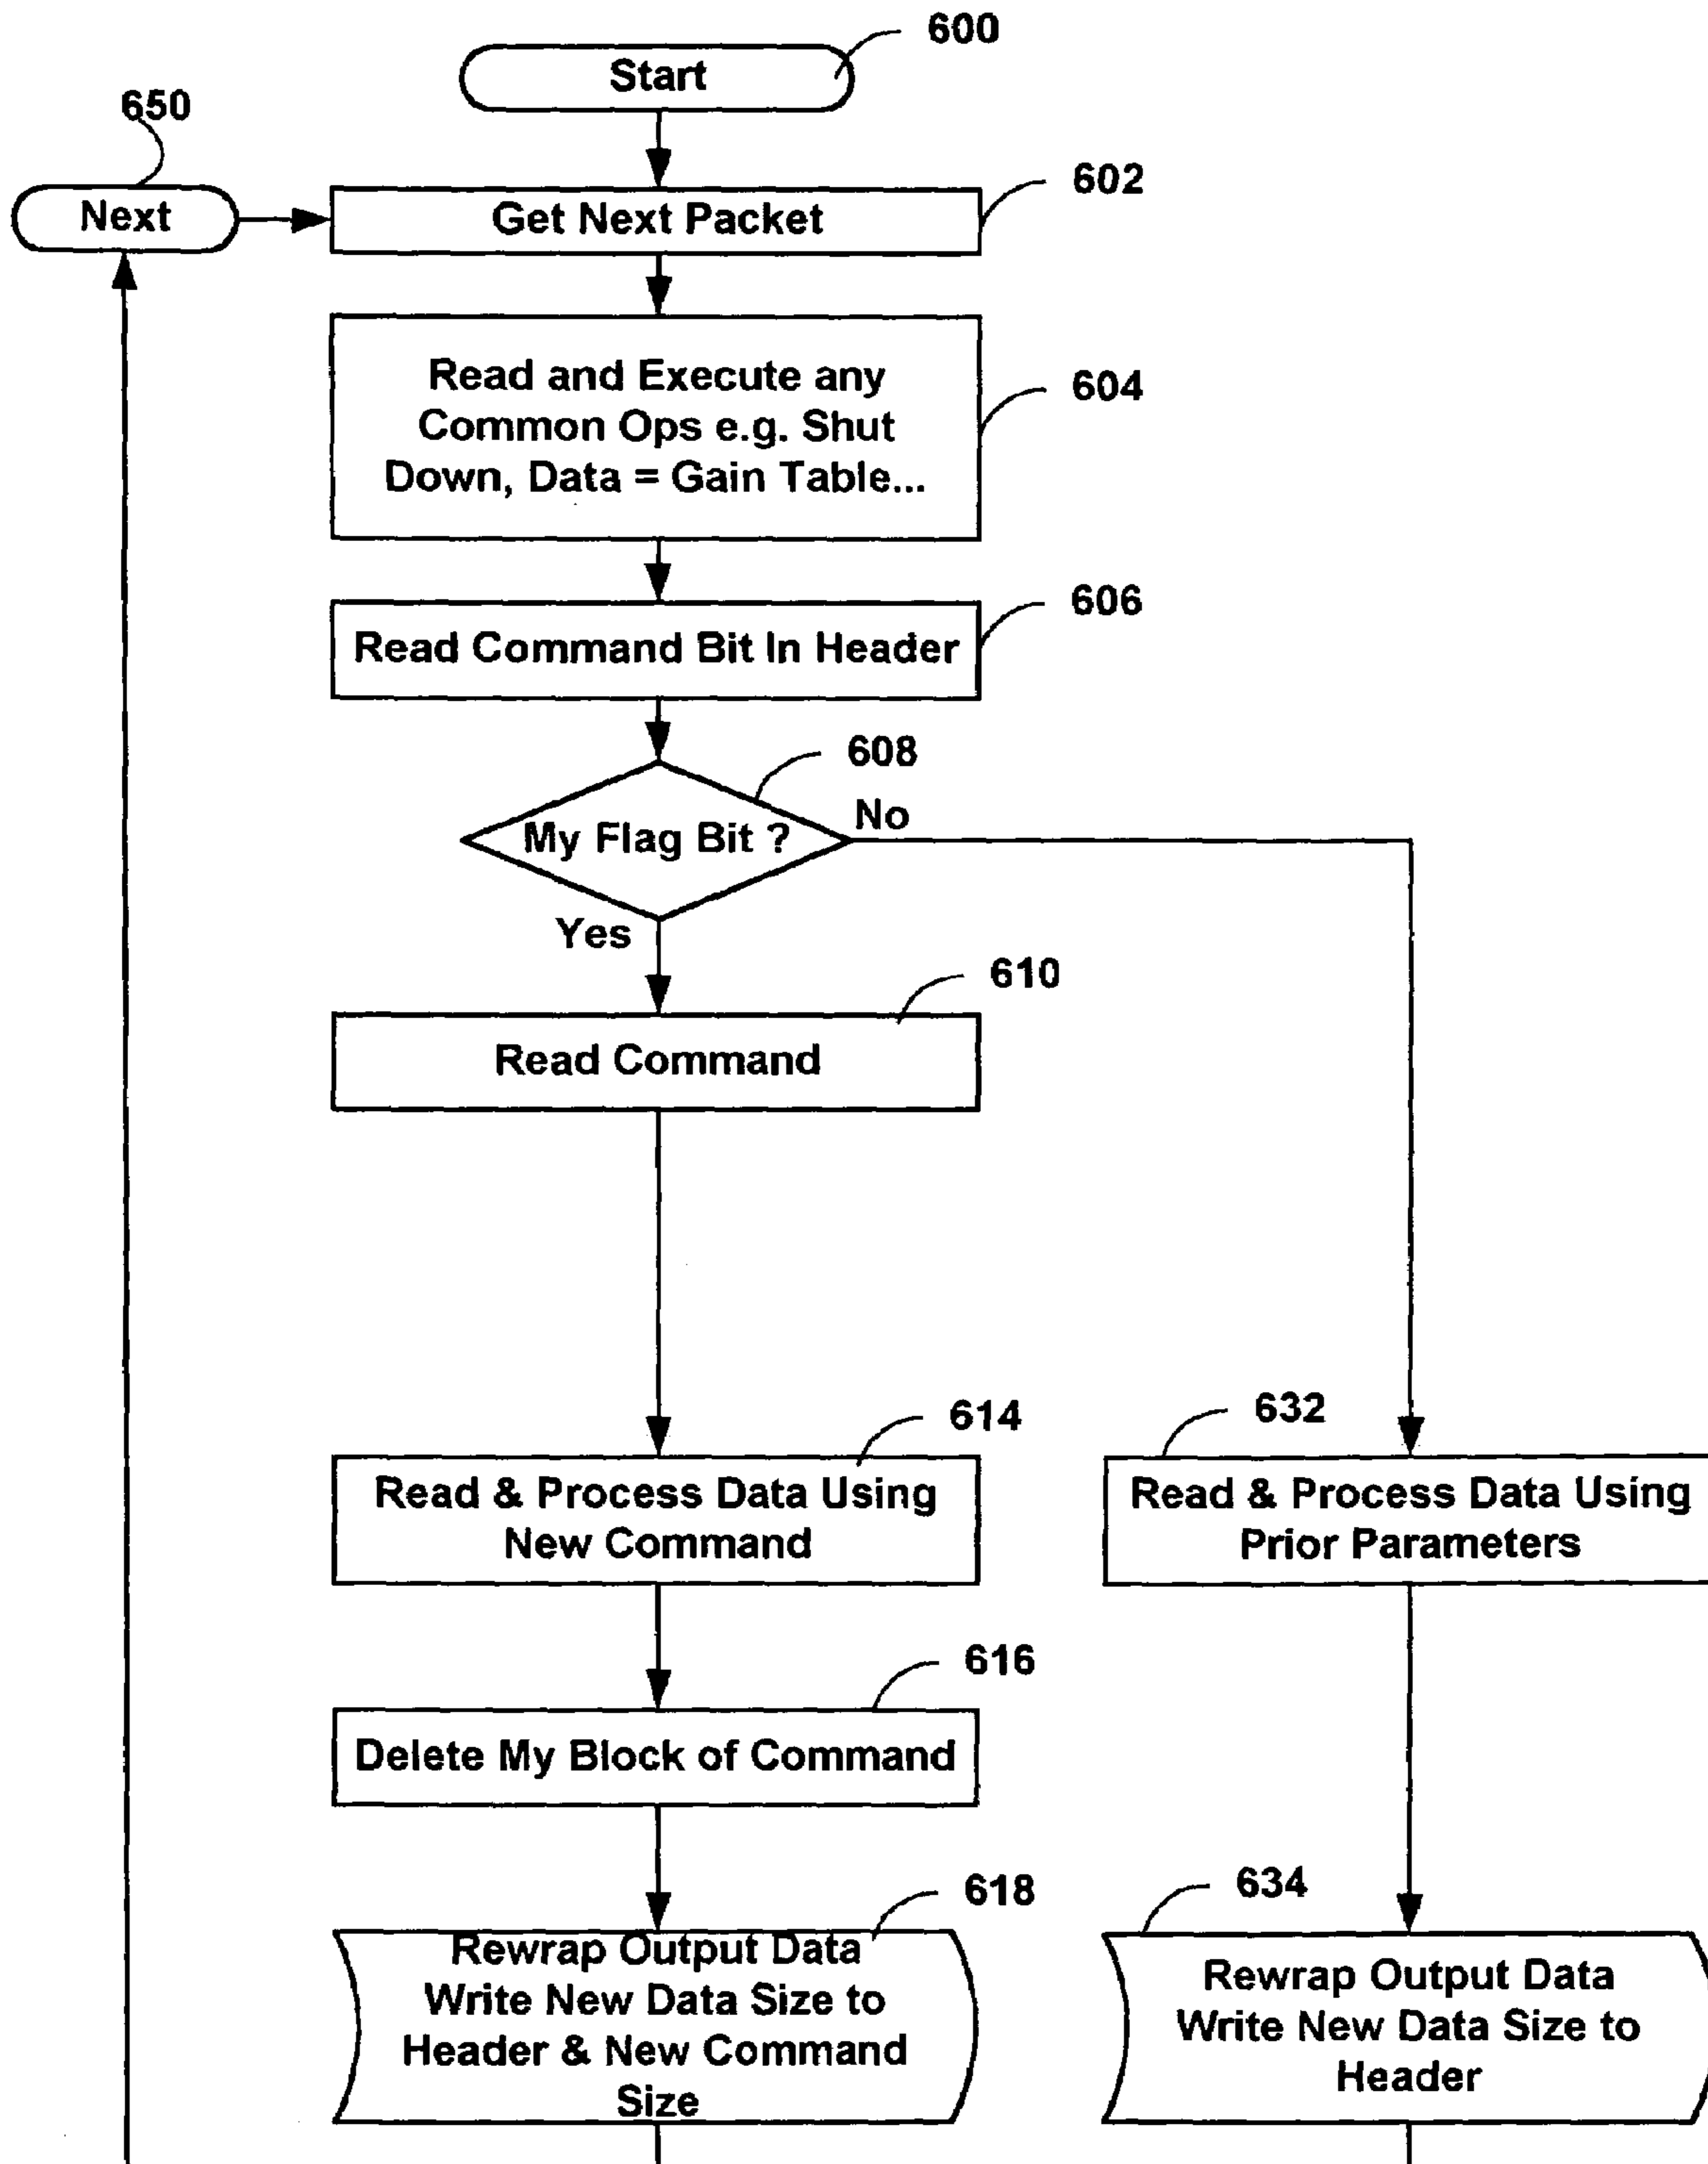 600
Start
650
Next
602
Get Next Packet
604
Read and Execute any
Common Ops e.g. Shut
Down, Data = Gain Table...
606
Read Command Bit In Header
608
My Flag Bit ?
No
Yes
610
Read Command
614
Read & Process Data Using
New Command
632
Read & Process Data Using
Prior Parameters
616
Delete My Block of Command
618
Rewrap Output Data
Write New Data Size to
Header & New Command
Size
634
Rewrap Output Data
Write New Data Size to
Header